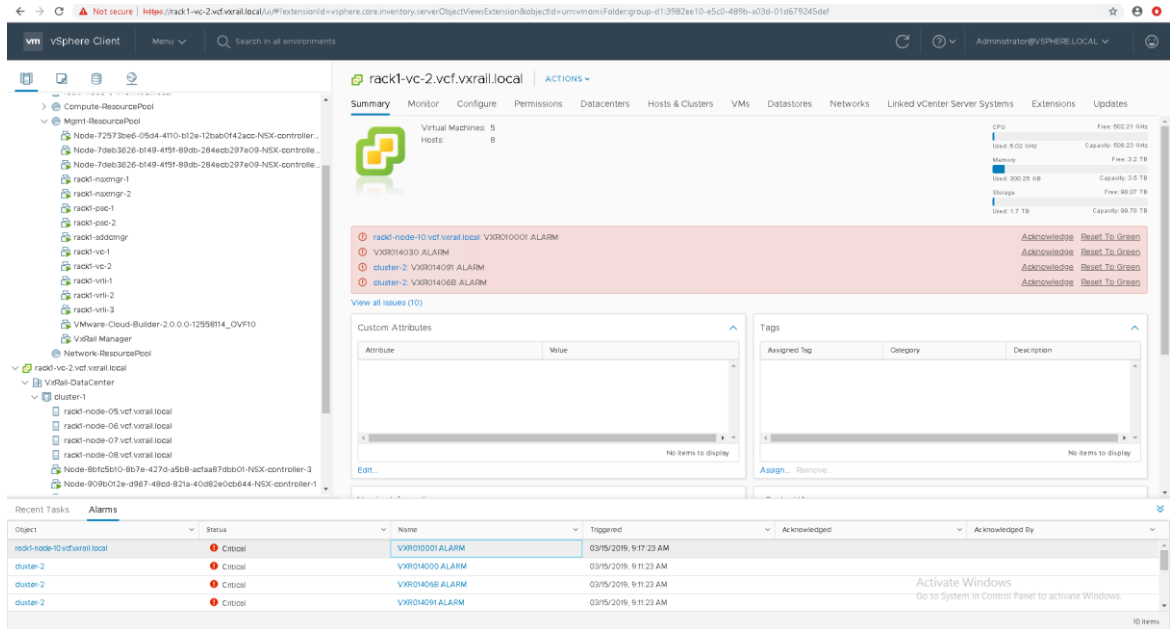 Not secure | https://rack1-vc-2.vcf.vxrail.local/ui/#?extensionId=vsphere.core.inventory.serverObjectViewsExtension&objectId=urn:vmomi:Folder:group-d1:3982ee10-e5c0-489b-a03d-01d679245def
vm vSphere Client Menu Search in all environments Administrator@VSPHERE.LOCAL
rack1-vc-2.vcf.vxrail.local ACTIONS
Summary Monitor Configure Permissions Datacenters Hosts & Clusters VMs Datastores Networks Linked vCenter Server Systems Extensions Updates
Compute-ResourcePool
Mgmt-ResourcePool
Node-72573be6-05d4-4110-b12e-12bab0f42acc-NSX-controller...
Node-7deb3626-b149-4f5f-89db-284ecb297e09-NSX-controlle...
Node-7deb3626-b149-4f5f-89db-284ecb297e09-NSX-controlle...
rack1-nsxmgr-1
rack1-nsxmgr-2
rack1-psc-1
rack1-psc-2
rack1-sddcmgr
rack1-vc-1
rack1-vc-2
rack1-vrli-1
rack1-vrli-2
rack1-vrli-3
VMware-Cloud-Builder-2.0.0.0-12558114_OVF10
VxRail Manager
Network-ResourcePool
rack1-vc-2.vcf.vxrail.local
VxRail-DataCenter
cluster-1
rack1-node-05.vcf.vxrail.local
rack1-node-06.vcf.vxrail.local
rack1-node-07.vcf.vxrail.local
rack1-node-08.vcf.vxrail.local
Node-8bfc5b10-8b7e-427d-a5b8-acfaa87dbb01-NSX-controller-3
Node-909b012e-d967-48cd-821a-40d82e0cb644-NSX-controller-1
Virtual Machines: 5
Hosts: 8
CPU Free: 602.21 GHz
Used: 6.02 GHz Capacity: 608.23 GHz
Memory Free: 3.2 TB
Used: 300.25 GB Capacity: 3.5 TB
Storage Free: 98.07 TB
Used: 1.7 TB Capacity: 99.78 TB
rack1-node-10.vcf.vxrail.local: VXR010001 ALARM Acknowledge Reset To Green
VXR014030 ALARM Acknowledge Reset To Green
cluster-2: VXR014091 ALARM Acknowledge Reset To Green
cluster-2: VXR01406B ALARM Acknowledge Reset To Green
View all issues (10)
Custom Attributes
Attribute Value
No items to display
Edit...
Tags
Assigned Tag Category Description
No items to display
Assign... Remove...
Recent Tasks Alarms
Object Status Name Triggered Acknowledged Acknowledged By
rack1-node-10.vcf.vxrail.local Critical VXR010001 ALARM 03/15/2019, 9:17:23 AM
cluster-2 Critical VXR014000 ALARM 03/15/2019, 9:11:23 AM
cluster-2 Critical VXR01406B ALARM 03/15/2019, 9:11:23 AM
cluster-2 Critical VXR014091 ALARM 03/15/2019, 9:11:23 AM
Activate Windows
Go to System in Control Panel to activate Windows.
10 items